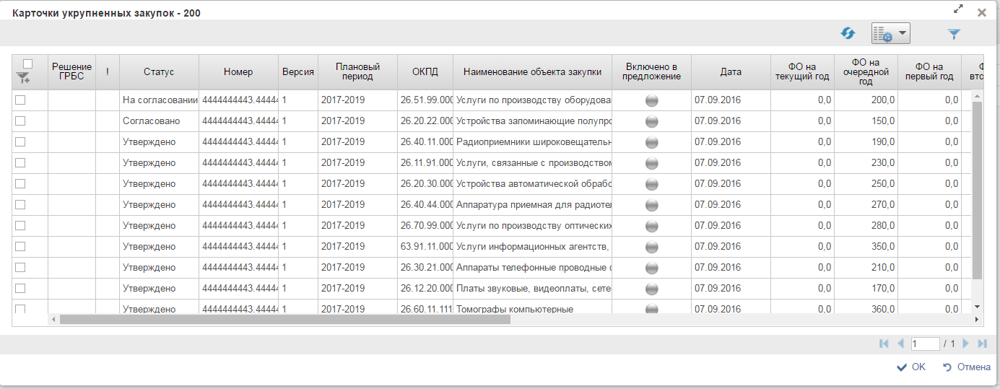 Карточки укрупненных закупок - 200
Решение ГРБС ! Статус Номер Версия Плановый период ОКПД Наименование объекта закупки Включено в предложение Дата ФО на текущий год ФО на очередной год ФО на первый год
На согласовании 4444444443.44444 1 2017-2019 26.51.99.000 Услуги по производству оборудова 07.09.2016 0,0 200,0 0,0
Согласовано 4444444443.44444 1 2017-2019 26.20.22.000 Устройства запоминающие полупро 07.09.2016 0,0 150,0 0,0
Утверждено 4444444443.44444 1 2017-2019 26.40.11.000 Радиоприемники широковещательн 07.09.2016 0,0 190,0 0,0
Утверждено 4444444443.44444 1 2017-2019 26.11.91.000 Услуги, связанные с производством 07.09.2016 0,0 230,0 0,0
Утверждено 4444444443.44444 1 2017-2019 26.20.30.000 Устройства автоматической обрабо 07.09.2016 0,0 250,0 0,0
Утверждено 4444444443.44444 1 2017-2019 26.40.44.000 Аппаратура приемная для радиотел 07.09.2016 0,0 270,0 0,0
Утверждено 4444444443.44444 1 2017-2019 26.70.99.000 Услуги по производству оптических 07.09.2016 0,0 280,0 0,0
Утверждено 4444444443.44444 1 2017-2019 63.91.11.000 Услуги информационных агентств, 07.09.2016 0,0 350,0 0,0
Утверждено 4444444443.44444 1 2017-2019 26.30.21.000 Аппараты телефонные проводные с 07.09.2016 0,0 210,0 0,0
Утверждено 4444444443.44444 1 2017-2019 26.12.20.000 Платы звуковые, видеоплаты, сете 07.09.2016 0,0 170,0 0,0
Утверждено 4444444443.44444 1 2017-2019 26.60.11.111 Томографы компьютерные 07.09.2016 0,0 360,0 0,0
1 / 1
OK Отмена